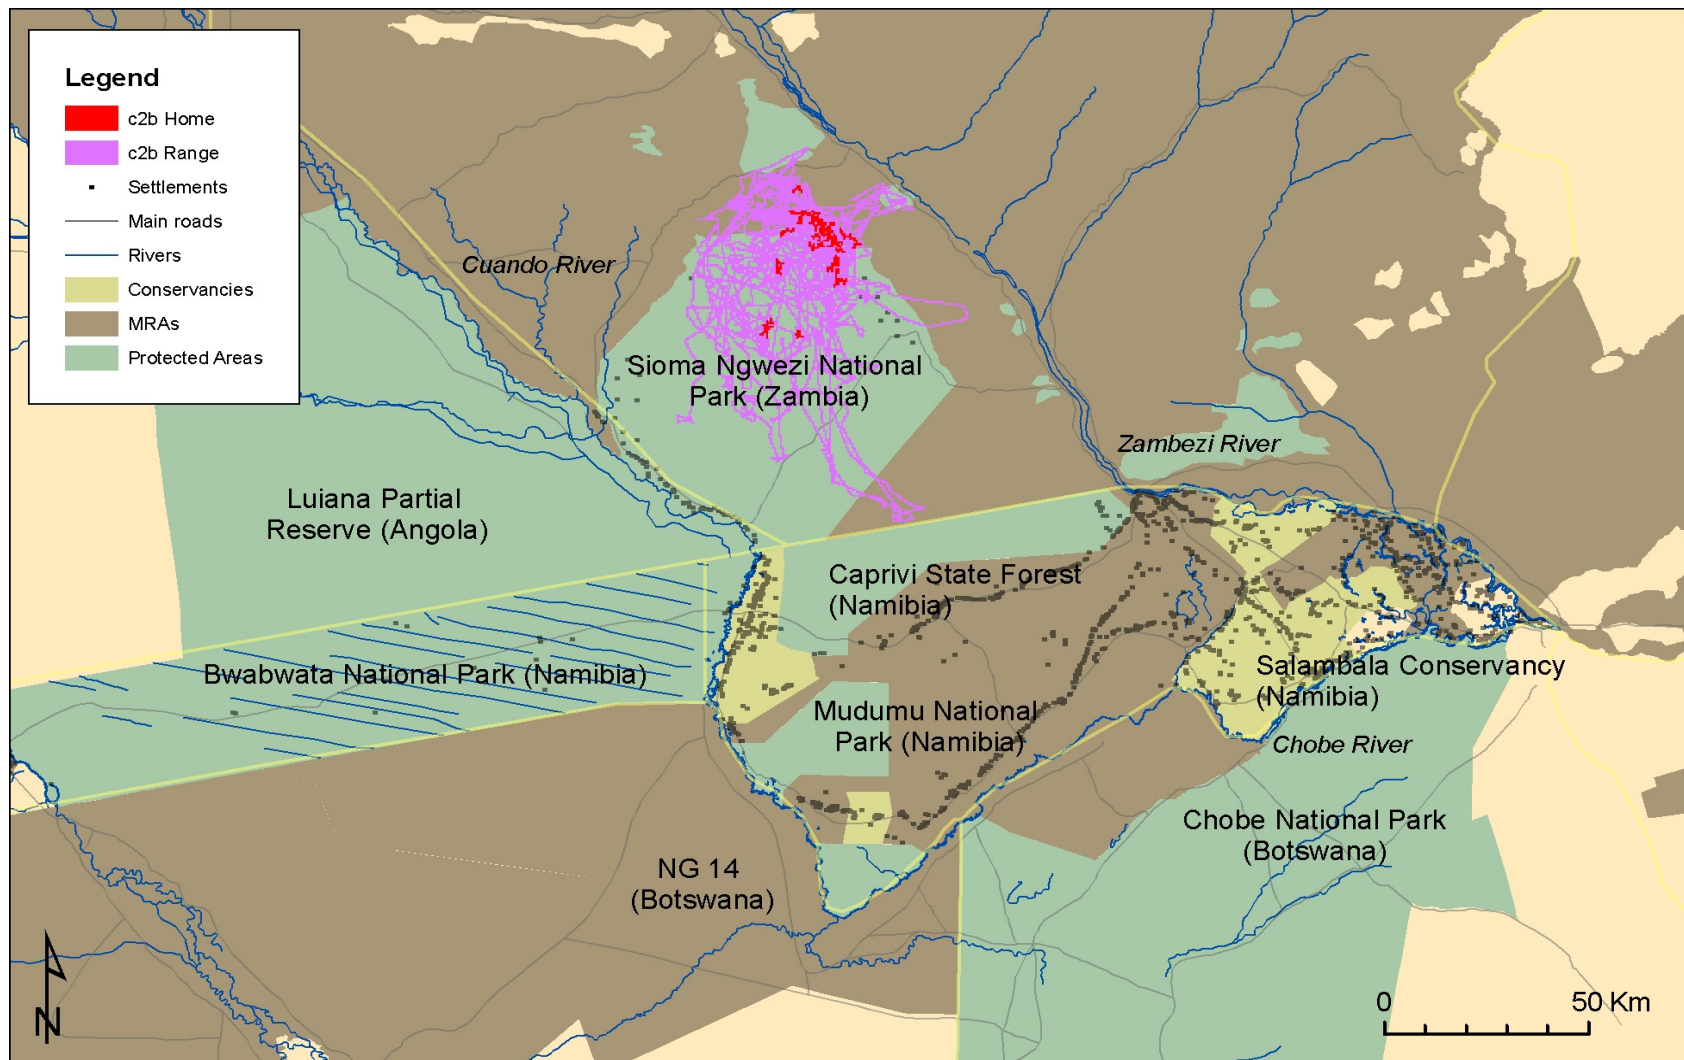 Legend
c2b Home
c2b Range
Settlements
Main roads
Rivers
Conservancies
MRAs
Protected Areas
Cuando River
Sioma Ngwezi National
Park (Zambia)
Zambezi River
Luiana Partial
Reserve (Angola)
Caprivi State Forest
(Namibia)
Bwabwata National Park (Namibia)
Salambala Conservancy
(Namibia)
Mudumu National
Park (Namibia)
Chobe River
Chobe National Park
(Botswana)
NG 14
(Botswana)
N
0 50 Km